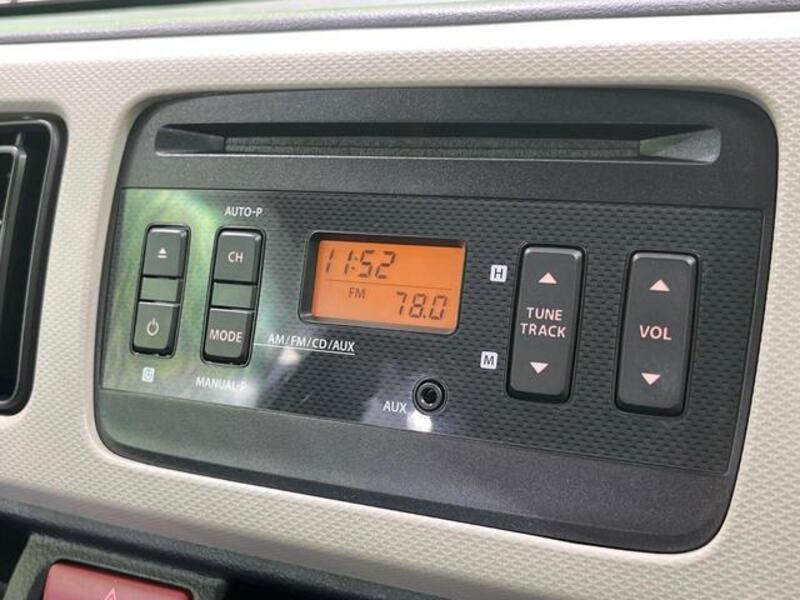 AUTO-P
CH
MODE
AM/FM/CD/AUX
MANUAL-P
11:52
FM 78.0
AUX
H
M
TUNE
TRACK
VOL